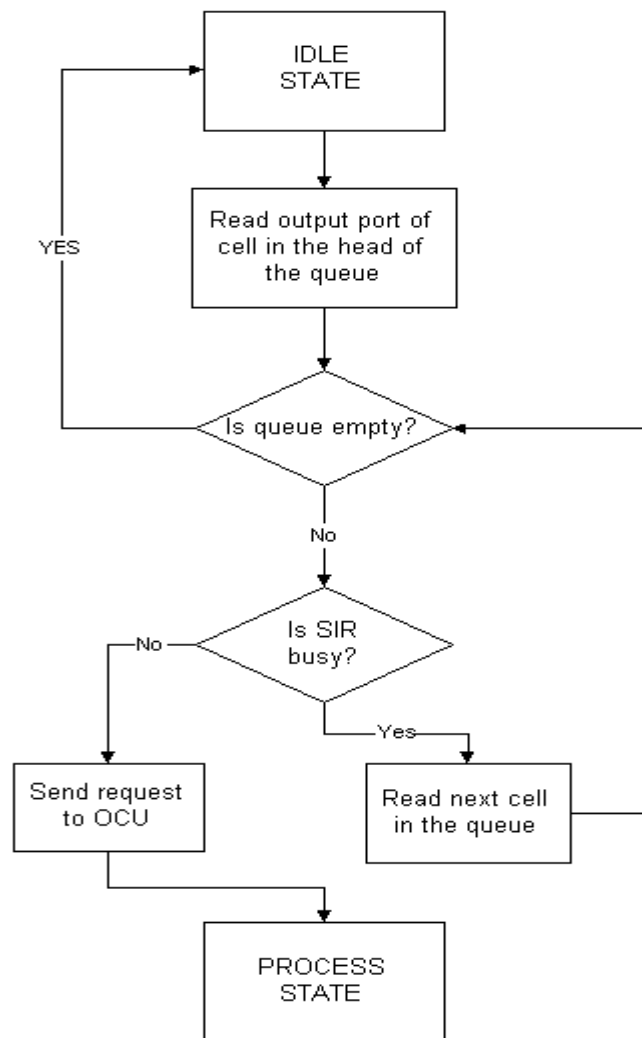 IDLE
STATE
Read output port of
cell in the head of
the queue
YES
Is queue empty?
No
Is SIR
busy?
No
Yes
Send request
to OCU
Read next cell
in the queue
PROCESS
STATE